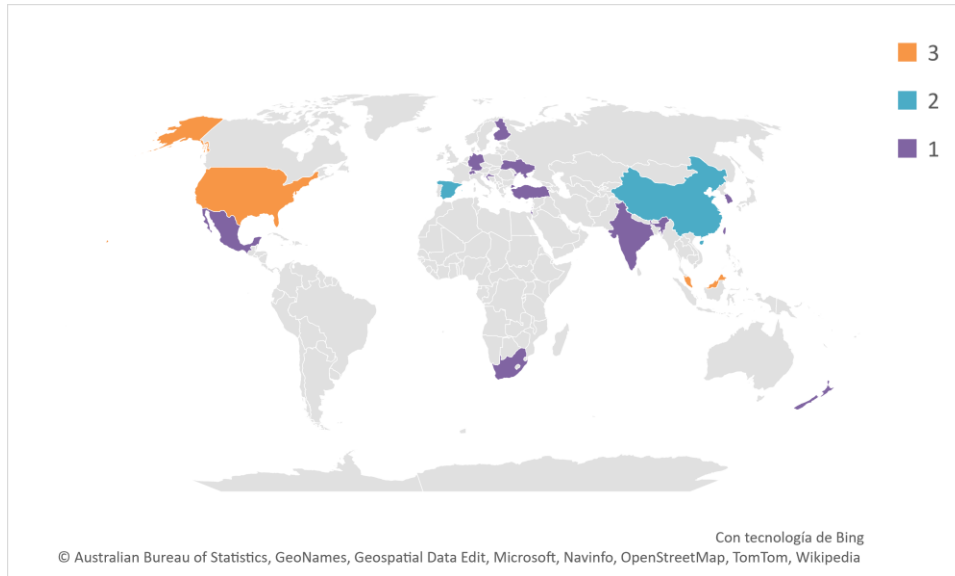 3
2
1
Con tecnología de Bing
© Australian Bureau of Statistics, GeoNames, Geospatial Data Edit, Microsoft, Navinfo, OpenStreetMap, TomTom, Wikipedia